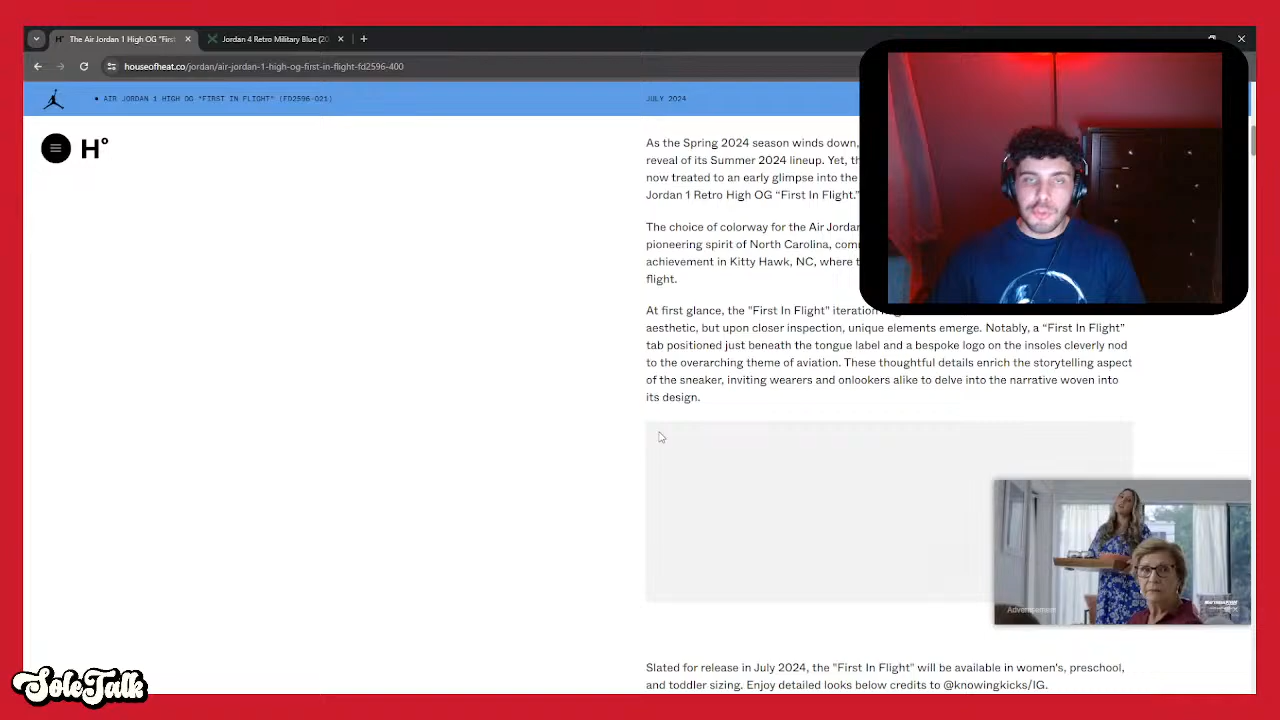 The Air Jordan 1 High OG "First
Jordan 4 Retro Military Blue (20
houseofheat.co/jordan/air-jordan-1-high-og-first-in-flight-fd2596-400
AIR JORDAN 1 HIGH OG "FIRST IN FLIGHT" (FD2596-021)
JULY 2024
H°
As the Spring 2024 season winds down,
reveal of its Summer 2024 lineup. Yet, th
now treated to an early glimpse into the
Jordan 1 Retro High OG “First In Flight.”
The choice of colorway for the Air Jordan
pioneering spirit of North Carolina, com
achievement in Kitty Hawk, NC, where t
flight.
At first glance, the "First In Flight" iteration
aesthetic, but upon closer inspection, unique elements emerge. Notably, a “First In Flight”
tab positioned just beneath the tongue label and a bespoke logo on the insoles cleverly nod
to the overarching theme of aviation. These thoughtful details enrich the storytelling aspect
of the sneaker, inviting wearers and onlookers alike to delve into the narrative woven into
its design.
Advertisement
Slated for release in July 2024, the "First In Flight" will be available in women's, preschool,
and toddler sizing. Enjoy detailed looks below credits to @knowingkicks/IG.
SoleTalk